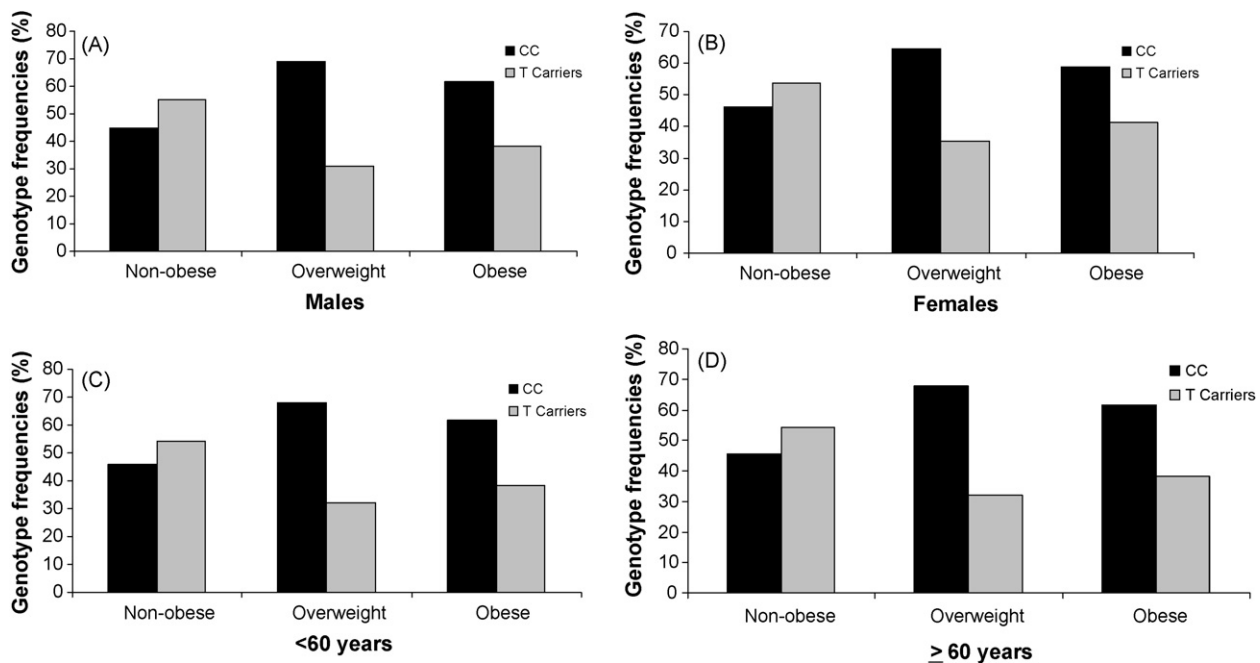 (A)
Genotype frequencies (%)
80
70
60
50
40
30
20
10
0
CC
T Carriers
Non-obese Overweight Obese
Males
(B)
Genotype frequencies (%)
70
60
50
40
30
20
10
0
CC
T Carriers
Non-obese Overweight Obese
Females
(C)
Genotype frequencies (%)
80
70
60
50
40
30
20
10
0
CC
T Carriers
Non-obese Overweight Obese
<60 years
(D)
Genotype frequencies (%)
80
70
60
50
40
30
20
10
0
CC
T Carriers
Non-obese Overweight Obese
≥ 60 years